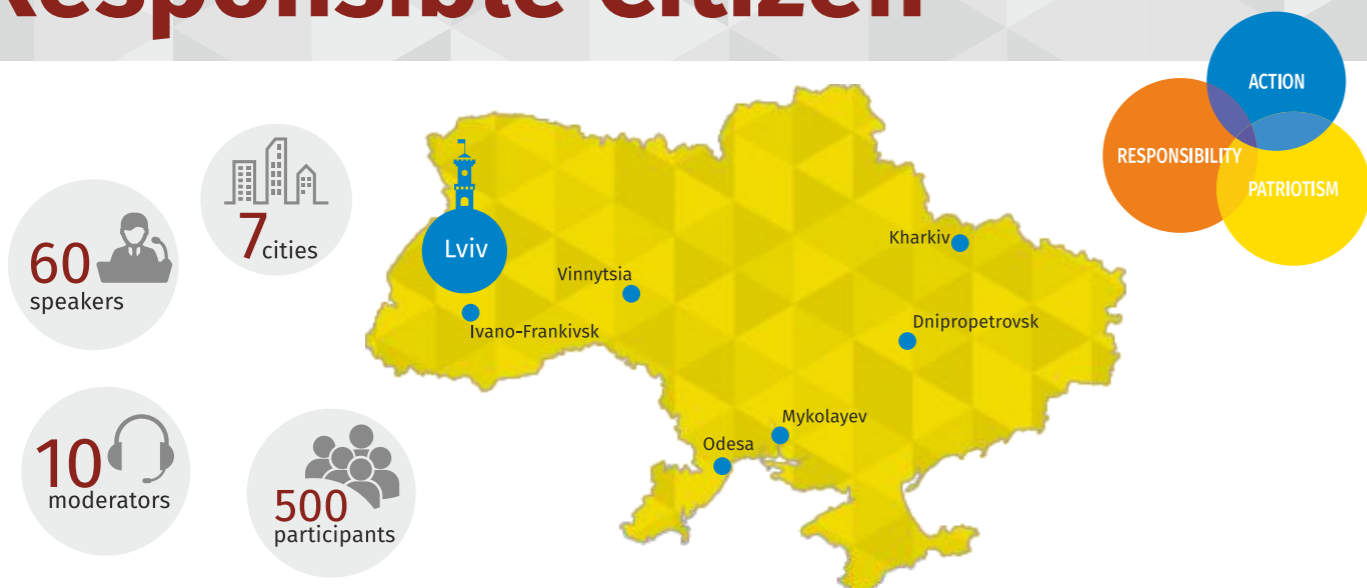 Responsible Citizen
ACTION
RESPONSIBILITY
PATRIOTISM
7 cities
60
speakers
10
moderators
500
participants
Lviv
Ivano-Frankivsk
Vinnytsia
Kharkiv
Dnipropetrovsk
Mykolayev
Odesa